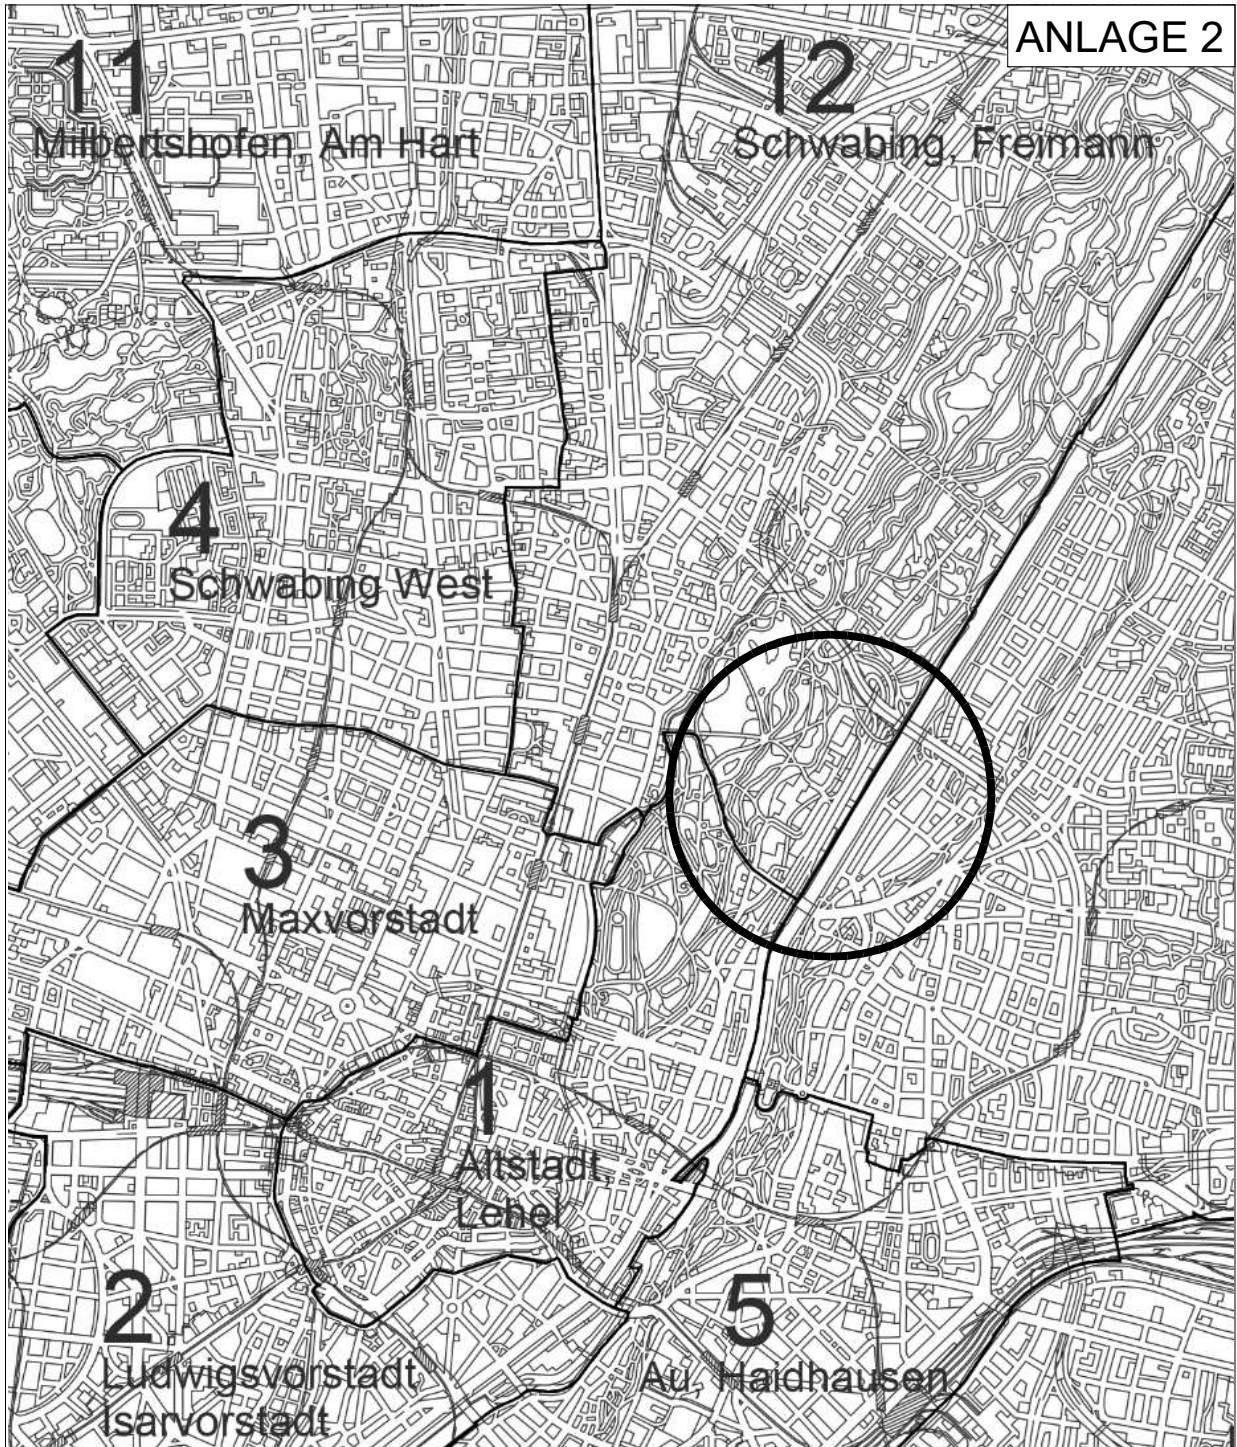 ANLAGE 2
11
Milbertshofen, Am Hart
12
Schwabing, Freimann
4
Schwabing West
3
Maxvorstadt
1
Altstadt,
Lehel
2
Ludwigsvorstadt,
Isarvorstadt
5
Au, Haidhausen